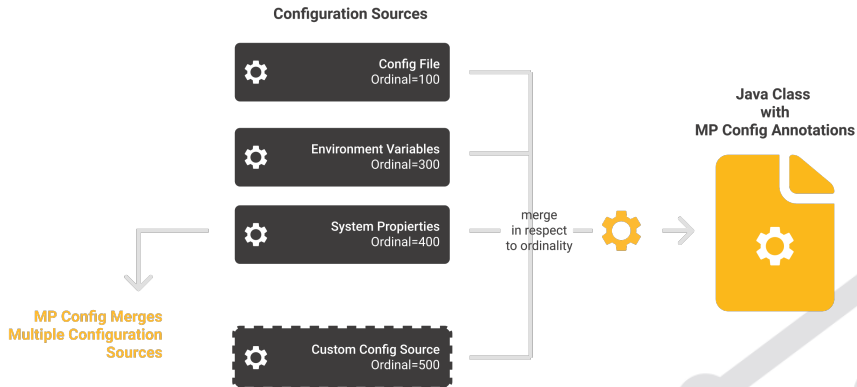 Configuration Sources
Config File
Ordinal=100
Environment Variables
Ordinal=300
System Propierties
Ordinal=400
Custom Config Source
Ordinal=500
MP Config Merges
Multiple Configuration
Sources
merge
in respect
to ordinality
Java Class
with
MP Config Annotations